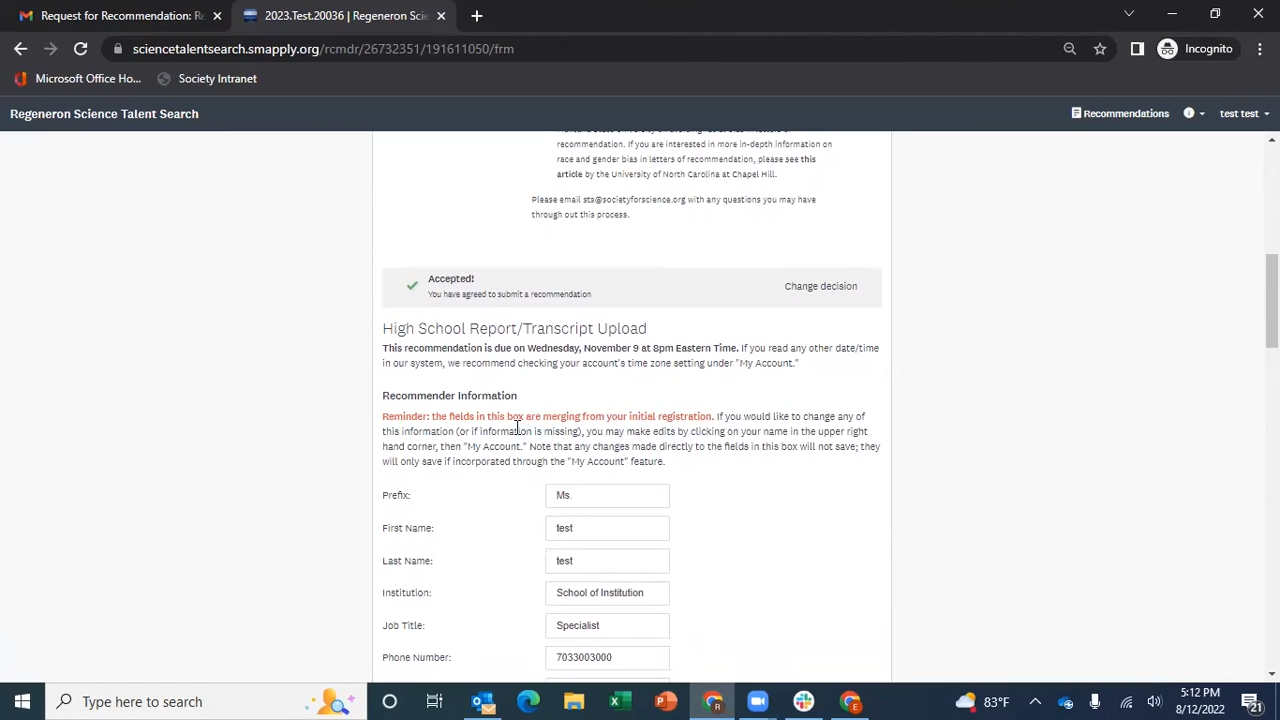 Request for Recommendation: R
2023.Test.20036 | Regeneron Scie
sciencetalentsearch.smapply.org/rcmdr/26732351/191611050/frm
Incognito
Microsoft Office Ho...
Society Intranet
Regeneron Science Talent Search
Recommendations
test test
recommendation. If you are interested in more in-depth information on
race and gender bias in letters of recommendation, please see this
article by the University of North Carolina at Chapel Hill.
Please email sts@societyforscience.org with any questions you may have
through out this process.
Accepted!
You have agreed to submit a recommendation
Change decision
High School Report/Transcript Upload
This recommendation is due on Wednesday, November 9 at 8pm Eastern Time. If you read any other date/time
in our system, we recommend checking your account's time zone setting under "My Account."
Recommender Information
Reminder: the fields in this box are merging from your initial registration. If you would like to change any of
this information (or if information is missing), you may make edits by clicking on your name in the upper right
hand corner, then "My Account." Note that any changes made directly to the fields in this box will not save; they
will only save if incorporated through the "My Account" feature.
Prefix: Ms.
First Name: test
Last Name: test
Institution: School of Institution
Job Title: Specialist
Phone Number: 7033003000
Type here to search
83°F
5:12 PM
8/12/2022
21